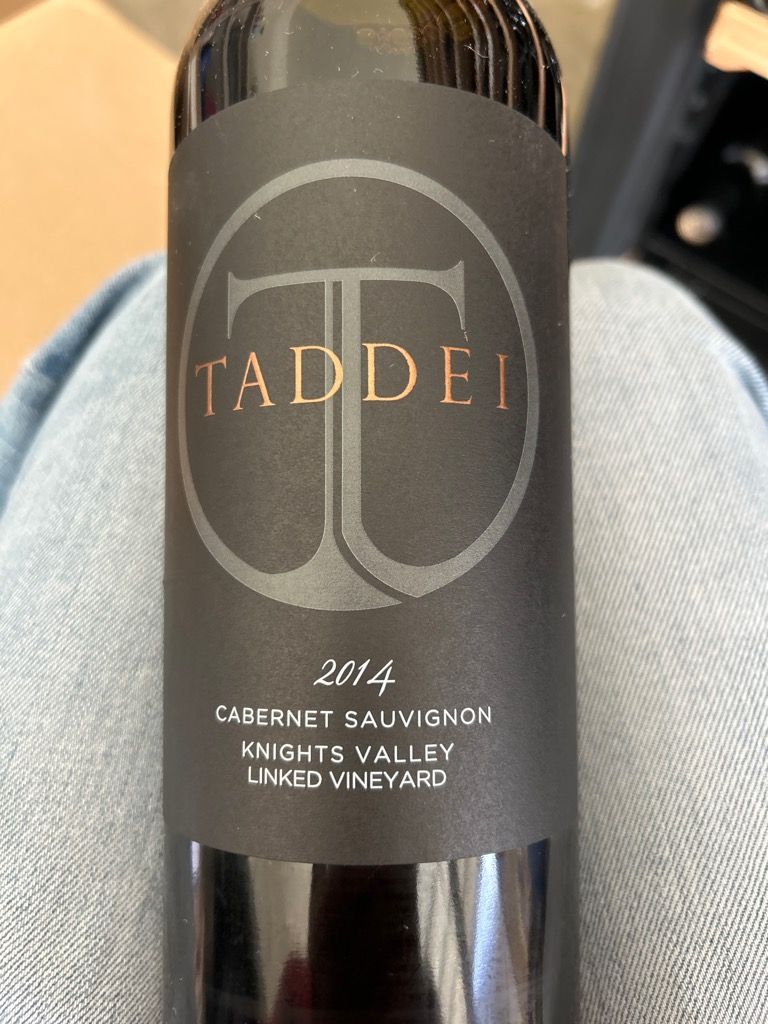 TADDEI
2014
CABERNET SAUVIGNON
KNIGHTS VALLEY
LINKED VINEYARD